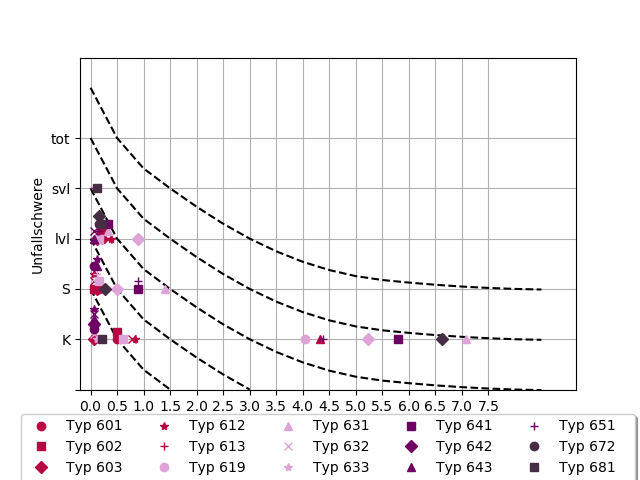 tot
svl
lvl
S
K
Unfallschwere
0.0 0.5 1.0 1.5 2.0 2.5 3.0 3.5 4.0 4.5 5.0 5.5 6.0 6.5 7.0 7.5
Typ 601 Typ 612 Typ 631 Typ 641 Typ 651
Typ 602 Typ 613 Typ 632 Typ 642 Typ 672
Typ 603 Typ 619 Typ 633 Typ 643 Typ 681